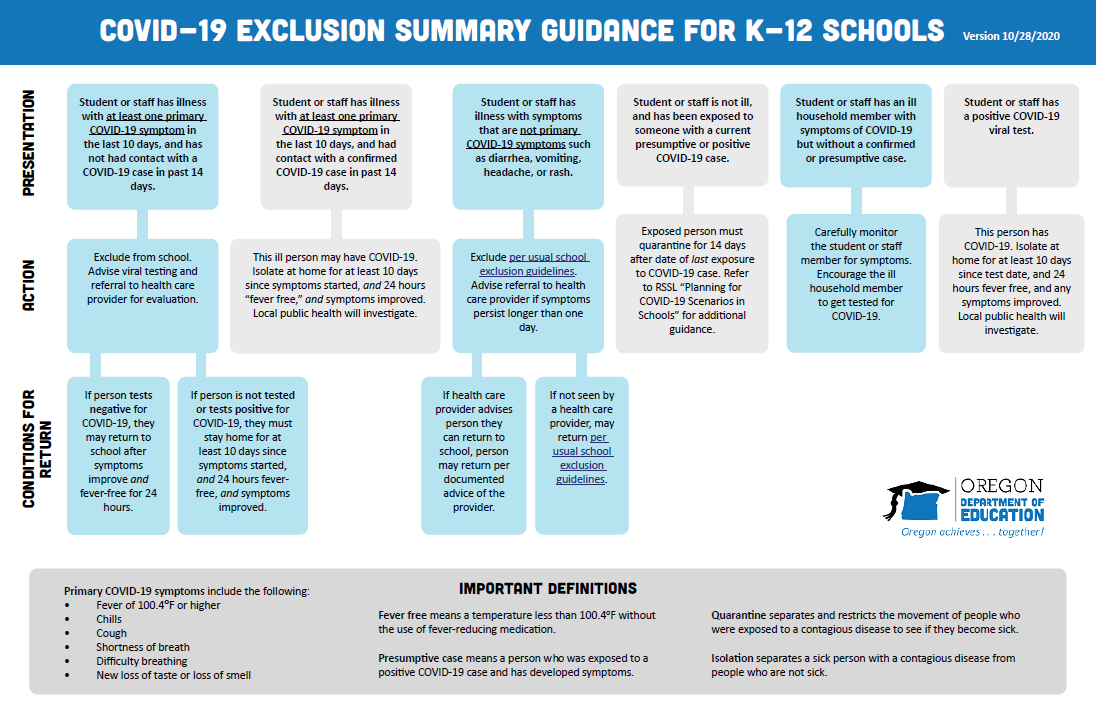 COVID-19 EXCLUSION SUMMARY GUIDANCE FOR K-12 SCHOOLS Version 10/28/2020
PRESENTATION
Student or staff has illness
with at least one primary
COVID-19 symptom in
the last 10 days, and has
not had contact with a
COVID-19 case in past 14
days.
Student or staff has illness
with at least one primary
COVID-19 symptom in
the last 10 days, and had
contact with a confirmed
COVID-19 case in past 14
days.
Student or staff has
illness with symptoms
that are not primary
COVID-19 symptoms such
as diarrhea, vomiting,
headache, or rash.
Student or staff is not ill,
and has been exposed to
someone with a current
presumptive or positive
COVID-19 case.
Student or staff has an ill
household member with
symptoms of COVID-19
but without a confirmed
or presumptive case.
Student or staff has
a positive COVID-19
viral test.
ACTION
Exclude from school.
Advise viral testing and
referral to health care
provider for evaluation.
This ill person may have COVID-19.
Isolate at home for at least 10 days
since symptoms started, and 24 hours
“fever free,” and symptoms improved.
Local public health will investigate.
Exclude per usual school
exclusion guidelines.
Advise referral to health
care provider if symptoms
persist longer than one
day.
Exposed person must
quarantine for 14 days
after date of last exposure
to COVID-19 case. Refer
to RSSL “Planning for
COVID-19 Scenarios in
Schools” for additional
guidance.
Carefully monitor
the student or staff
member for symptoms.
Encourage the ill
household member
to get tested for
COVID-19.
This person has
COVID-19. Isolate at
home for at least 10 days
since test date, and 24
hours fever free, and any
symptoms improved.
Local public health will
investigate.
CONDITIONS FOR
RETURN
If person tests
negative for
COVID-19, they
may return to
school after
symptoms
improve and
fever-free for 24
hours.
If person is not tested
or tests positive for
COVID-19, they must
stay home for at
least 10 days since
symptoms started,
and 24 hours fever-
free, and symptoms
improved.
If health care
provider advises
person they
can return to
school, person
may return per
documented
advice of the
provider.
If not seen by
a health care
provider, may
return per
usual school
exclusion
guidelines.
OREGON
DEPARTMENT OF
EDUCATION
Oregon achieves . . . together!
IMPORTANT DEFINITIONS
Primary COVID-19 symptoms include the following:
• Fever of 100.4°F or higher
• Chills
• Cough
• Shortness of breath
• Difficulty breathing
• New loss of taste or loss of smell
Fever free means a temperature less than 100.4°F without
the use of fever-reducing medication.
Presumptive case means a person who was exposed to a
positive COVID-19 case and has developed symptoms.
Quarantine separates and restricts the movement of people who
were exposed to a contagious disease to see if they become sick.
Isolation separates a sick person with a contagious disease from
people who are not sick.